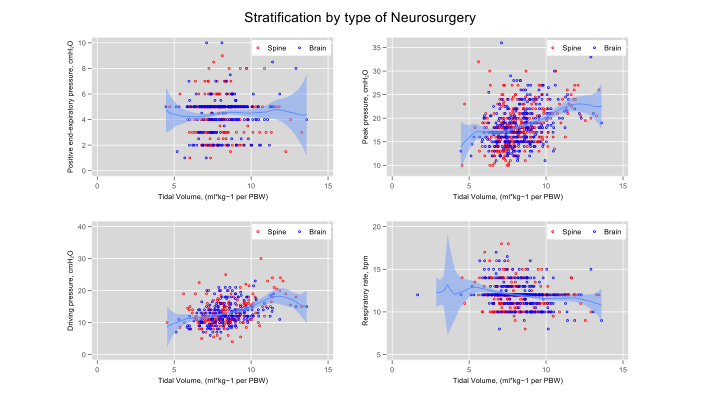 Stratification by type of Neurosurgery
Positive end-expiratory pressure, cmH₂O
10
8
6
4
2
0
Spine Brain
0 5 10 15
Tidal Volume, (ml*kg−1 per PBW)
Peak pressure, cmH₂O
35
30
25
20
15
10
Spine Brain
0 5 10 15
Tidal Volume, (ml*kg−1 per PBW)
Driving pressure, cmH₂O
40
30
20
10
0
Spine Brain
0 5 10 15
Tidal Volume, (ml*kg−1 per PBW)
Respiratory rate, bpm
20
15
10
5
Spine Brain
0 5 10 15
Tidal Volume, (ml*kg−1 per PBW)